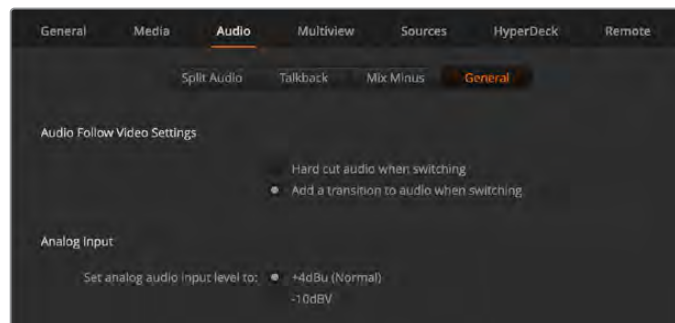 General Media Audio Multiview Sources HyperDeck Remote
Split Audio Talkback Mix Minus General
Audio Follow Video Settings
Hard cut audio when switching
Add a transition to audio when switching
Analog Input
Set analog audio input level to: +4dBu (Normal)
-10dBV